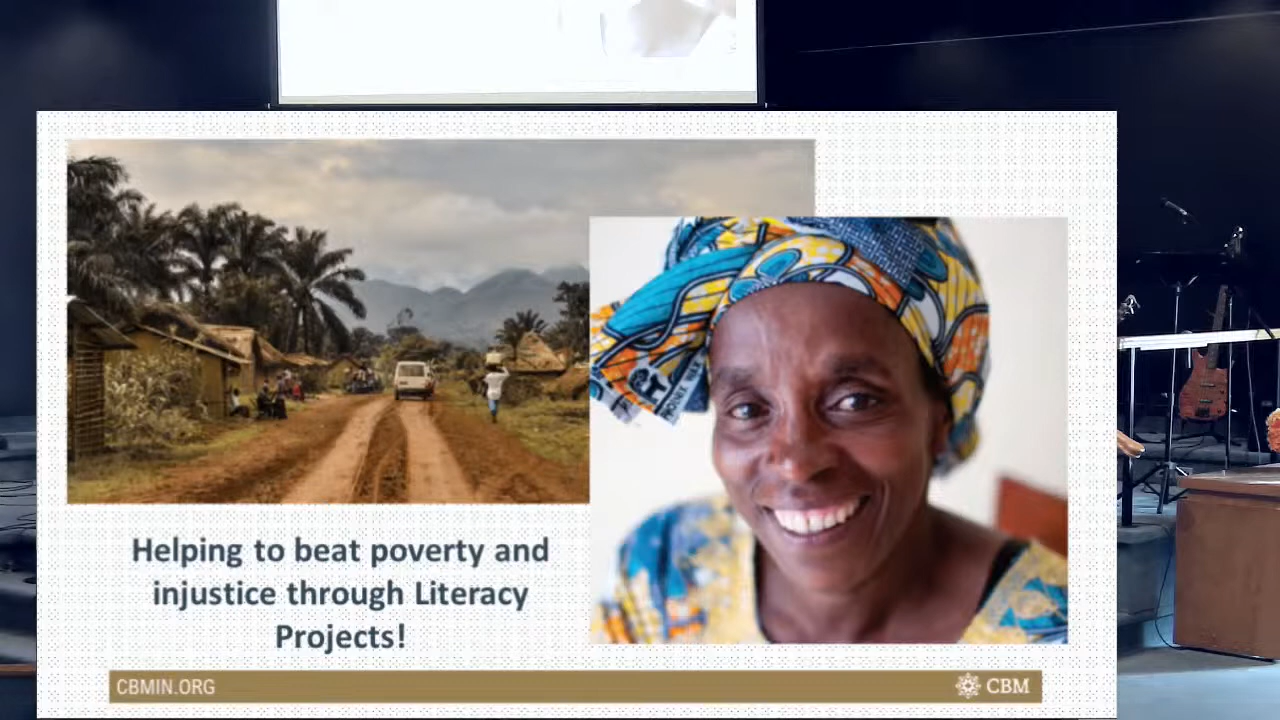 Helping to beat poverty and
injustice through Literacy
Projects!
CBMIN.ORG
CBM